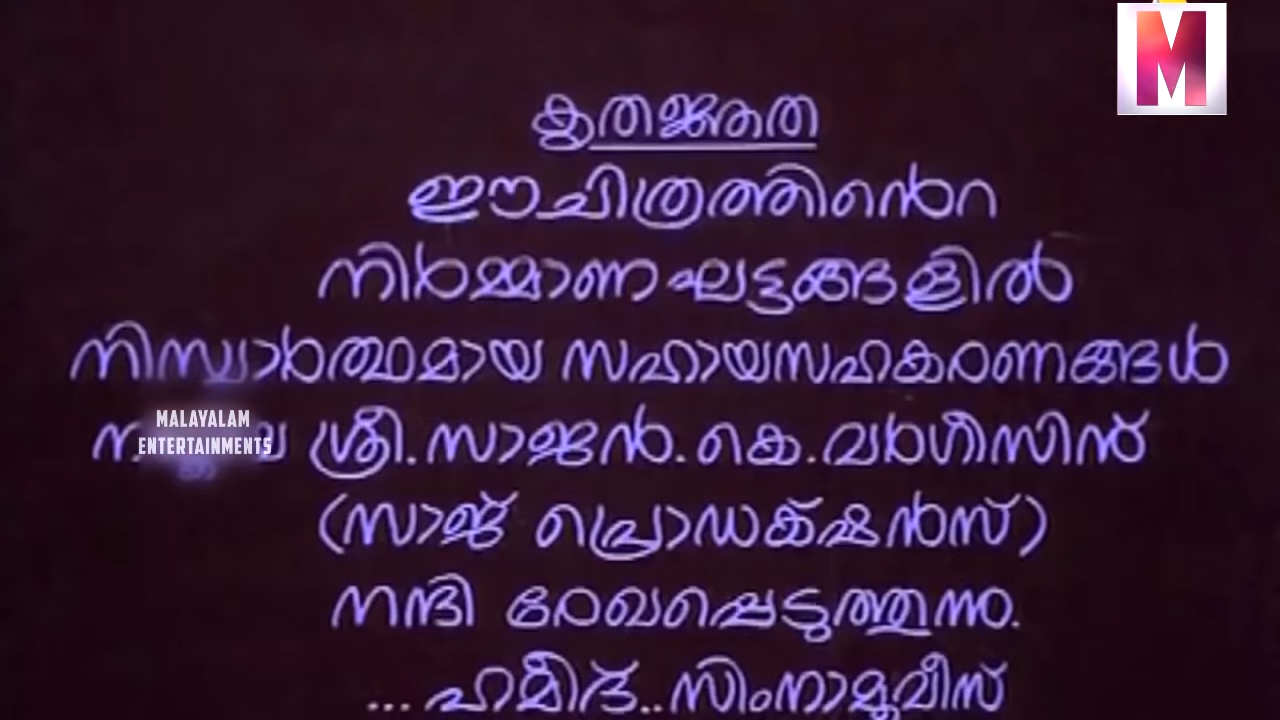 M
കൃതജ്ഞത
ഈ ചിത്രത്തിൻെറ
നിർമ്മാണ ഘട്ടങ്ങളിൽ
നിസ്വാർത്ഥമായ സഹായസഹകരണങ്ങൾ
ശ്രീ. സാജൻ. കെ. വർഗീസിന്
(സാജ് പ്രൊഡക്ഷൻസ്)
നന്ദി രേഖപ്പെടുത്തുന്നു.
... ഹമീദ്.. സിംനാമൂവീസ്
MALAYALAM
ENTERTAINMENTS